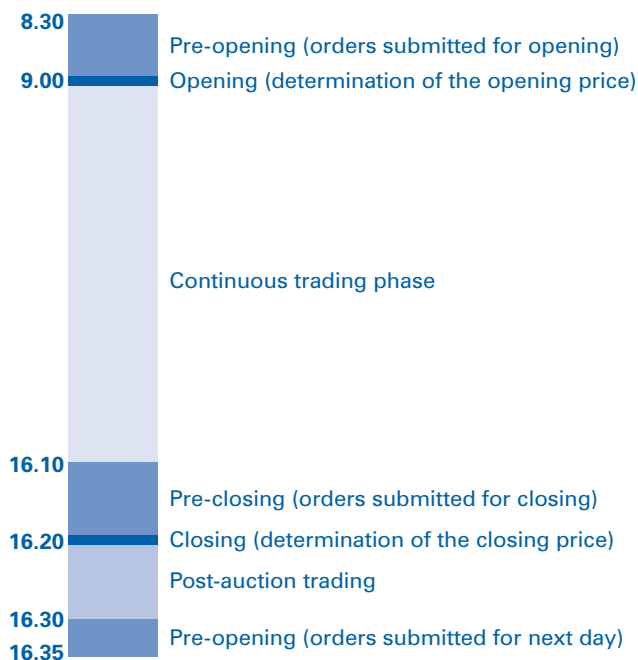 8.30
Pre-opening (orders submitted for opening)
9.00 Opening (determination of the opening price)
Continuous trading phase
16.10
Pre-closing (orders submitted for closing)
16.20 Closing (determination of the closing price)
Post-auction trading
16.30
Pre-opening (orders submitted for next day)
16.35